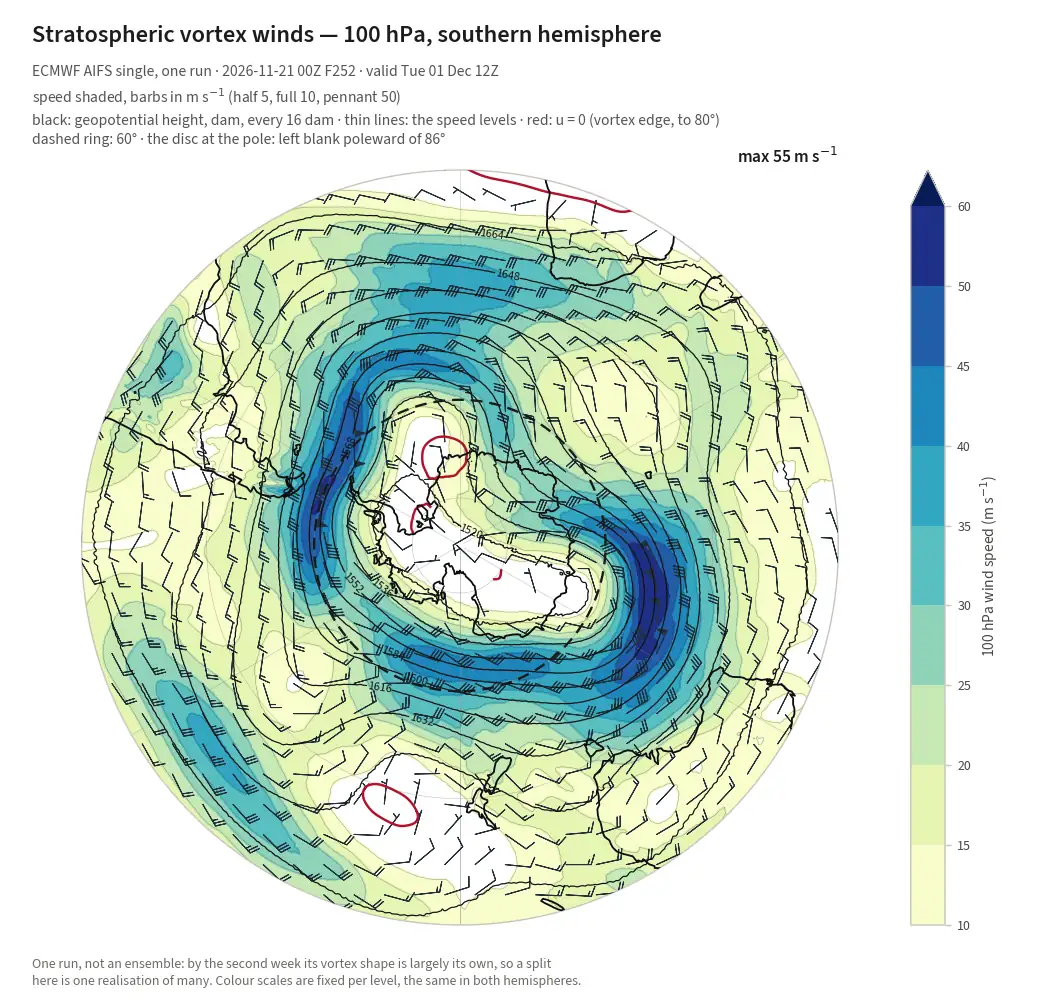 Stratospheric vortex winds — 100 hPa, southern hemisphere
ECMWF AIFS single, one run · 2026-11-21 00Z F252 · valid Tue 01 Dec 12Z
speed shaded, barbs in m s⁻¹ (half 5, full 10, pennant 50)
black: geopotential height, dam, every 16 dam · thin lines: the speed levels · red: u = 0 (vortex edge, to 80°)
dashed ring: 60° · the disc at the pole: left blank poleward of 86°
max 55 m s⁻¹
60
50
45
40
35
30
25
20
15
10
100 hPa wind speed (m s⁻¹)
1664
1648
1568
1520
1552
1536
1584
1600
1616
1632
One run, not an ensemble: by the second week its vortex shape is largely its own, so a split
here is one realisation of many. Colour scales are fixed per level, the same in both hemispheres.